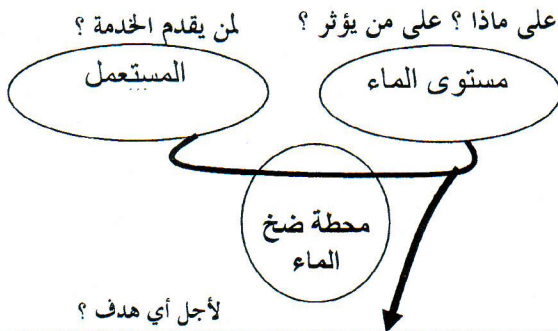 على ماذا ؟ على من يؤثر ؟
لمن يقدم الخدمة ؟
مستوى الماء
المستعمل
محطة ضخ
الماء
لأجل أي هدف ؟